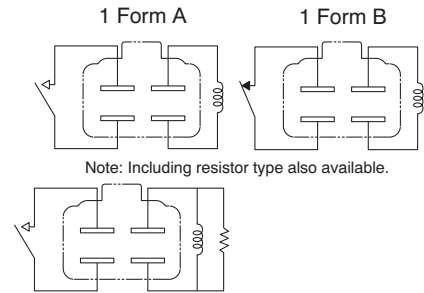 1 Form A
1 Form B
Note: Including resistor type also available.